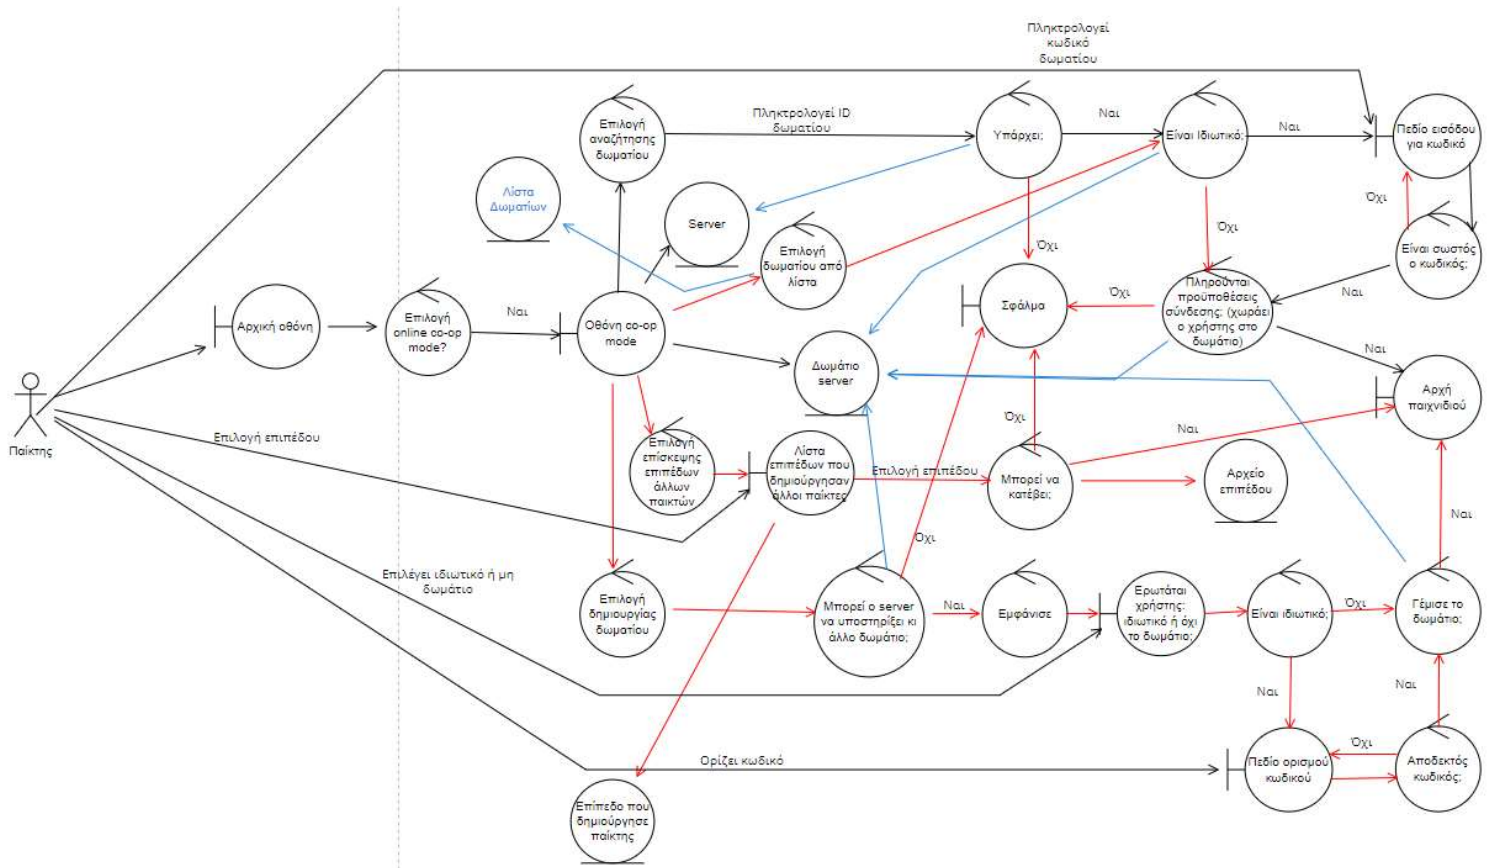 Πληκτρολογεί
κωδικό
δωματίου
Επιλογή
αναζήτησης
δωματίου
Πληκτρολογεί ID
δωματίου
Υπάρχει;
Ναι
Είναι Ιδιωτικό;
Ναι
Πεδίο εισόδου
για κωδικό
Λίστα
Δωματίων
Server
Επιλογή
δωματίου από
λίστα
Όχι
Όχι
Όχι
Είναι σωστός
ο κωδικός;
Ναι
Αρχική οθόνη
Επιλογή
online co-op
mode?
Ναι
Οθόνη co-op
mode
Σφάλμα
Όχι
Πληρούνται
προϋποθέσεις
σύνδεσης; (χωράει
ο χρήστης στο
δωμάτιο)
Ναι
Δωμάτιο
server
Αρχή
παιχνιδιού
Παίκτης
Επιλογή επιπέδου
Επιλογή
επίσκεψης
επιπέδων
άλλων
παικτών
Λίστα
επιπέδων που
δημιούργησαν
άλλοι παίκτες
Επιλογή επιπέδου
Όχι
Μπορεί να
κατέβει;
Ναι
Αρχείο
επιπέδου
Ναι
Όχι
Επιλέγει ιδιωτικό ή μη
δωμάτιο
Επιλογή
δημιουργίας
δωματίου
Μπορεί ο server
να υποστηρίξει κι
άλλο δωμάτιο;
Ναι
Εμφάνισε
Ερωτάται
χρήστης:
ιδιωτικό ή όχι
το δωμάτιο;
Είναι ιδιωτικό;
Όχι
Γέμισε το
δωμάτιο;
Ναι
Ναι
Ορίζει κωδικό
Πεδίο ορισμού
κωδικού
Όχι
Αποδεκτός
κωδικός;
Επίπεδο που
δημιούργησε
παίκτης